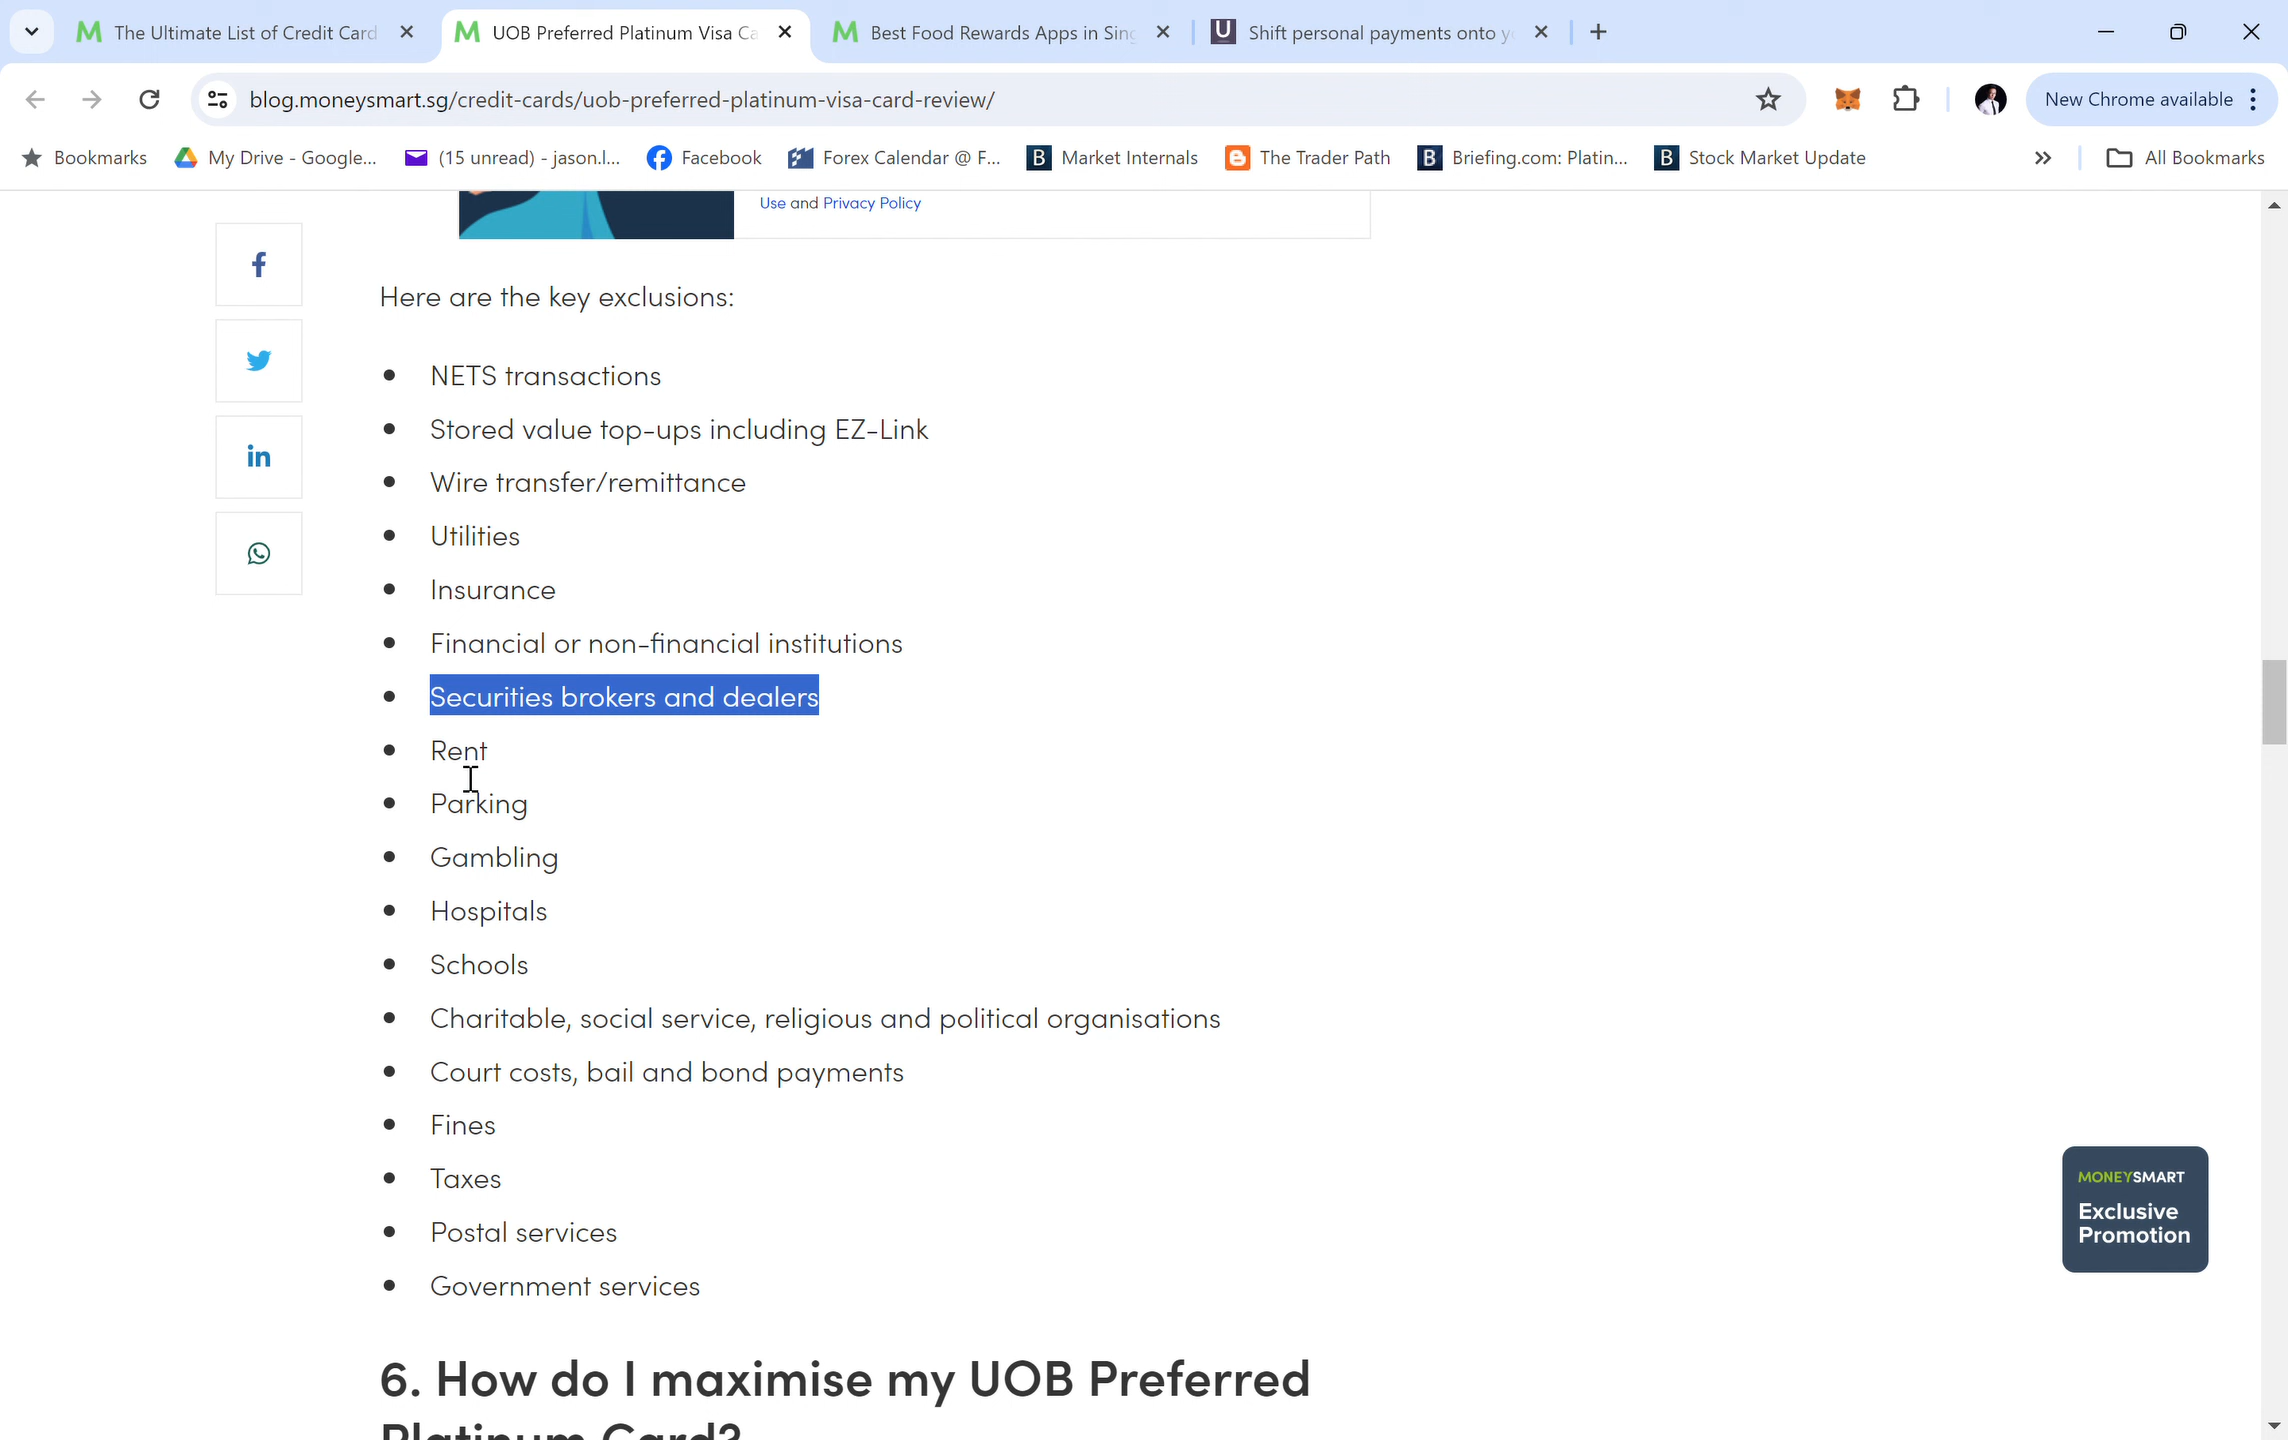 The Ultimate List of Credit Card
UOB Preferred Platinum Visa Ca
Best Food Rewards Apps in Sing
Shift personal payments onto y
blog.moneysmart.sg/credit-cards/uob-preferred-platinum-visa-card-review/
New Chrome available
Bookmarks
My Drive - Google...
(15 unread) - jason.l...
Facebook
Forex Calendar @ F...
Market Internals
The Trader Path
Briefing.com: Platin...
Stock Market Update
All Bookmarks
Use and Privacy Policy
Here are the key exclusions:
NETS transactions
Stored value top-ups including EZ-Link
Wire transfer/remittance
Utilities
Insurance
Financial or non-financial institutions
Securities brokers and dealers
Rent
Parking
Gambling
Hospitals
Schools
Charitable, social service, religious and political organisations
Court costs, bail and bond payments
Fines
Taxes
Postal services
Government services
MONEYSMART
Exclusive
Promotion
6. How do I maximise my UOB Preferred
Platinum Card?